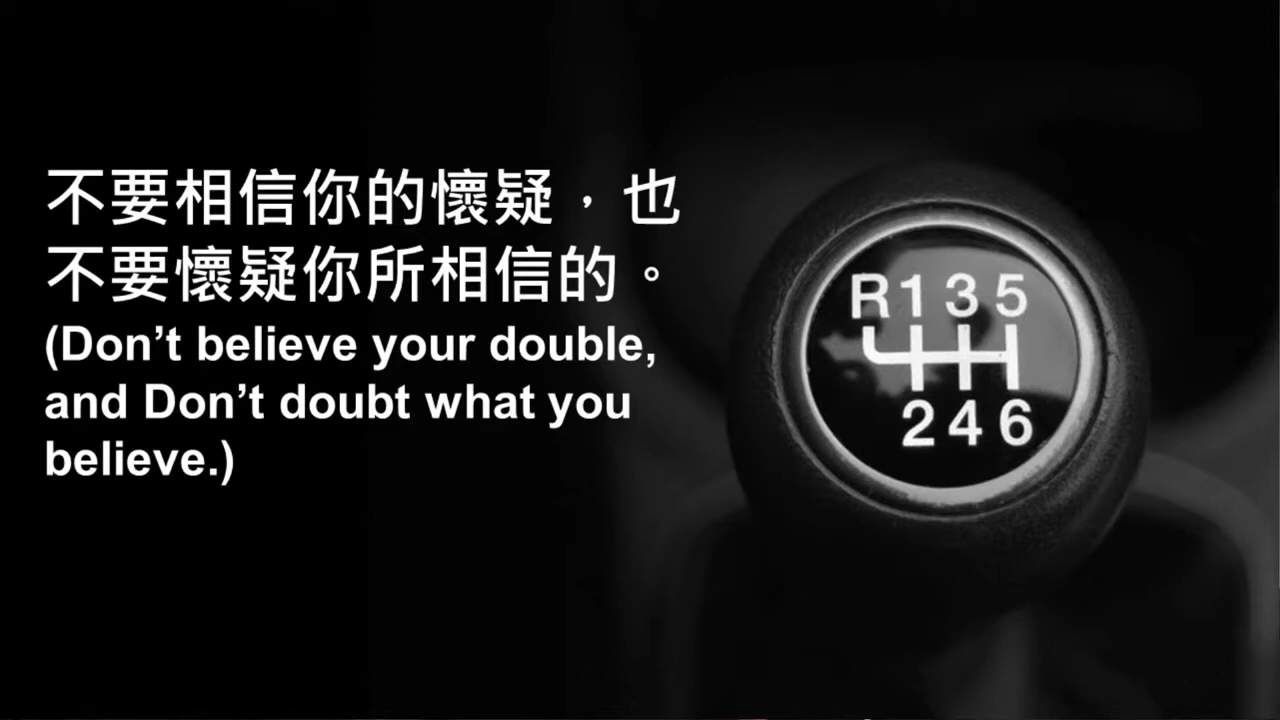 不要相信你的懷疑，也
不要懷疑你所相信的。
(Don’t believe your double,
and Don’t doubt what you
believe.)
R 1 3 5
2 4 6